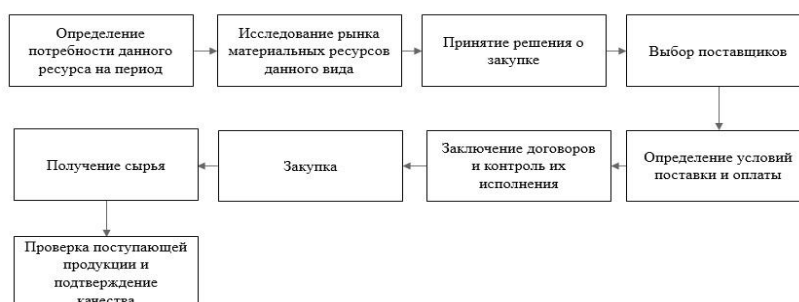 Определение
потребности данного
ресурса на период
Исследование рынка
материальных ресурсов
данного вида
Принятие решения о
закупке
Выбор поставщиков
Определение условий
поставки и оплаты
Заключение договоров
и контроль их
исполнения
Закупка
Получение сырья
Проверка поступающей
продукции и
подтверждение
качества